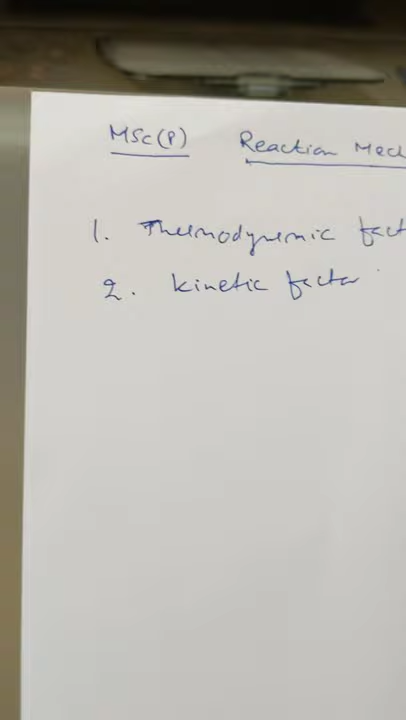 MSc(P) Reaction Mech
1. Thermodynamic fact
2. kinetic factor